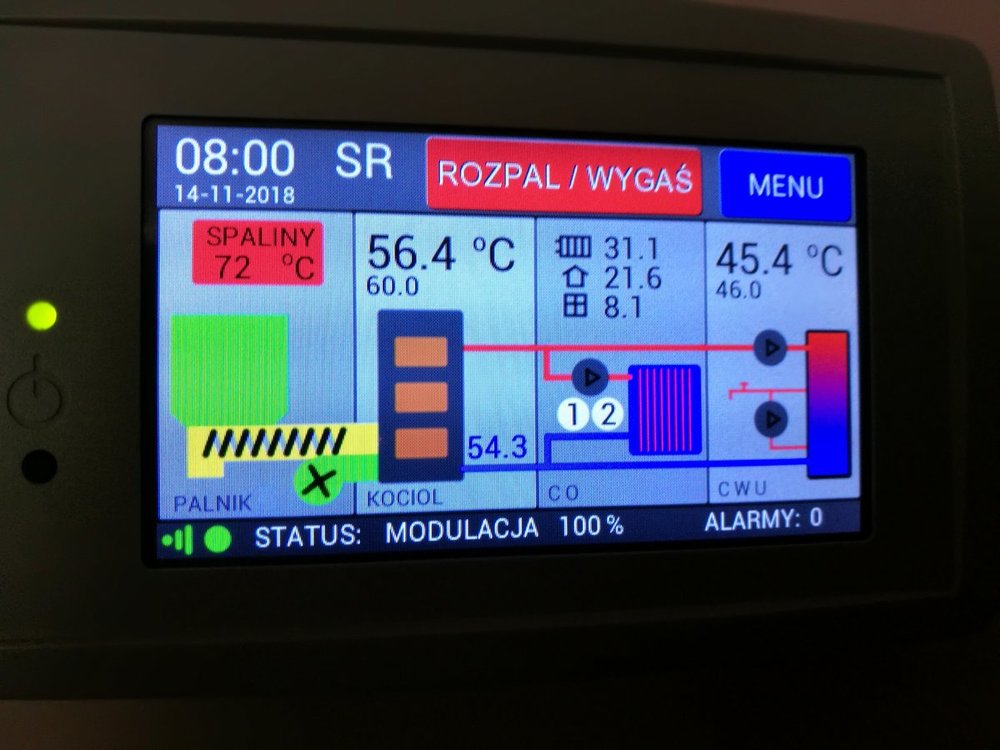 08:00 SR
14-11-2018
ROZPAL / WYGAŚ
MENU
SPALINY
72 °C
56.4 °C
60.0
31.1
21.6
8.1
45.4 °C
46.0
1 2
54.3
PALNIK
KOCIOL
CO
CWU
STATUS: MODULACJA 100%
ALARMY: 0